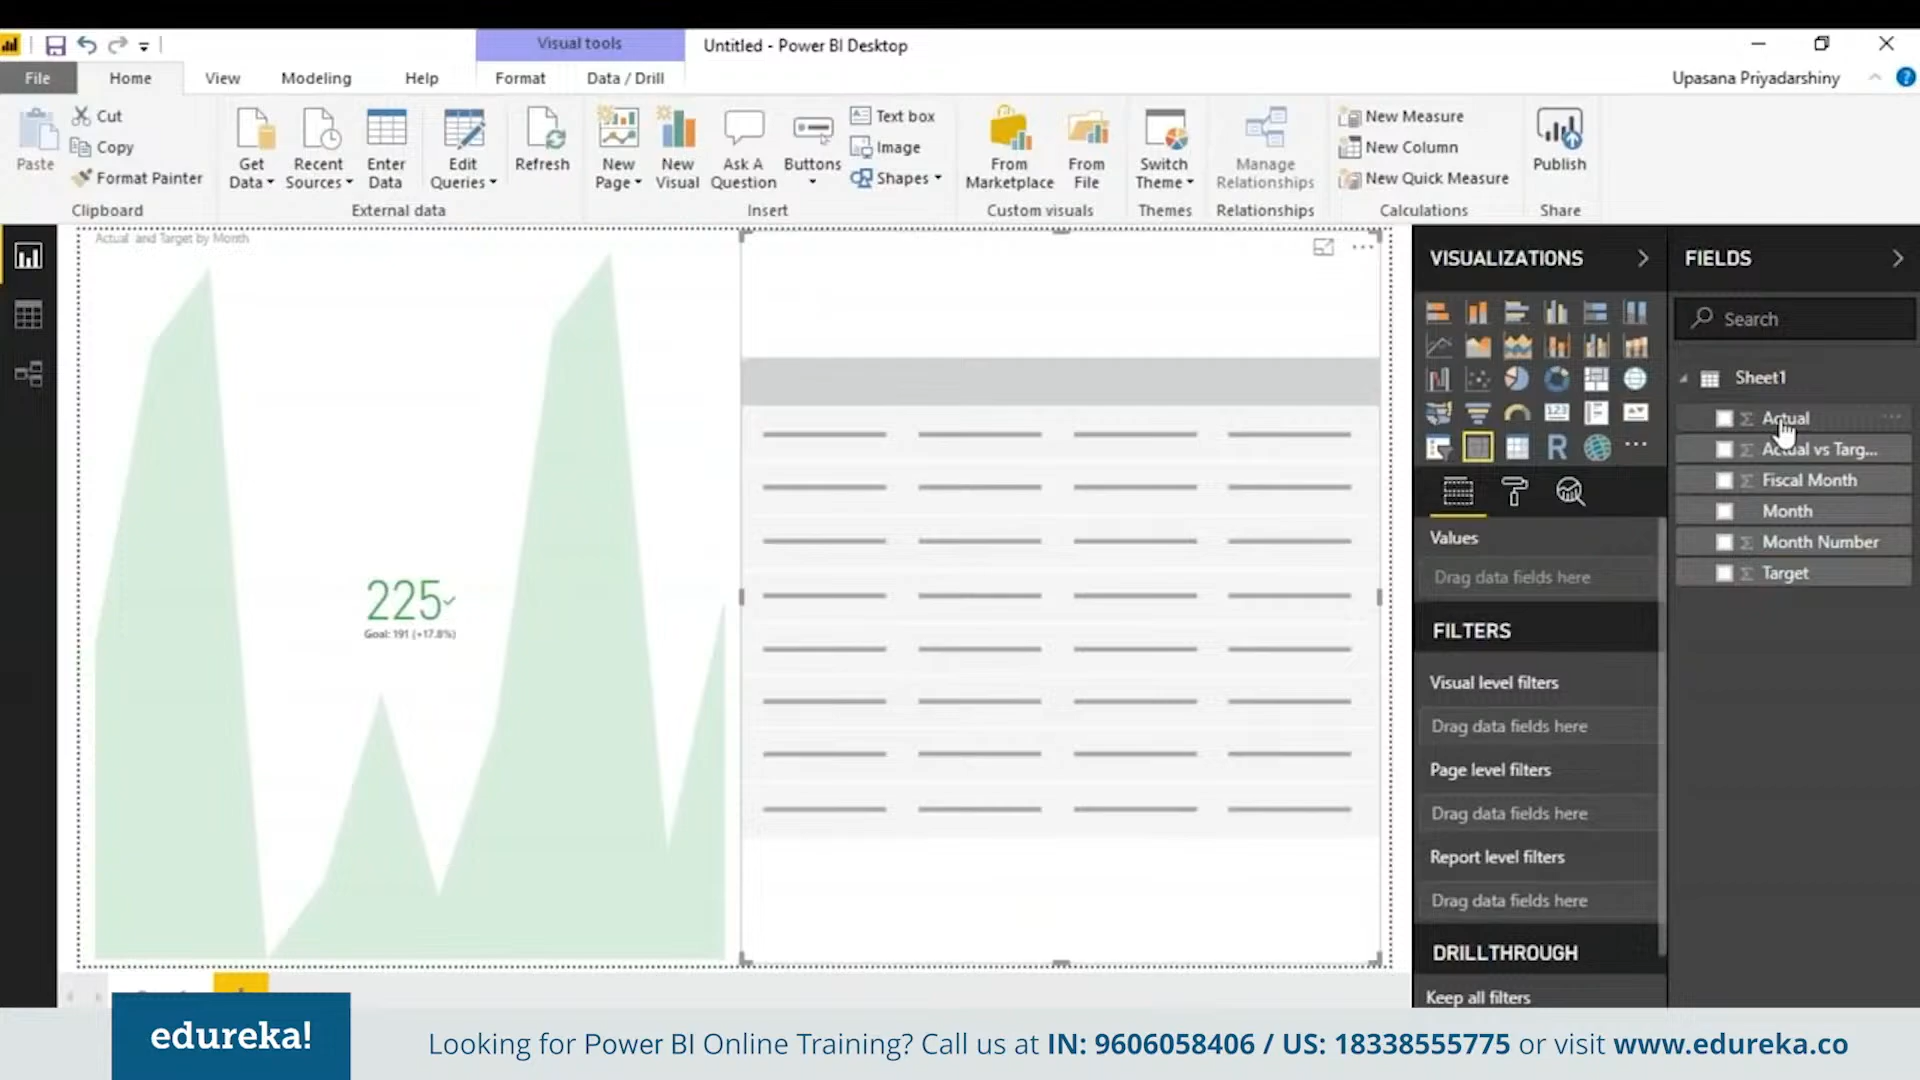 Visual tools
Untitled - Power BI Desktop
File
Home
View
Modeling
Help
Format
Data / Drill
Upasana Priyadarshiny
Paste
Cut
Copy
Format Painter
Clipboard
Get Data
Recent Sources
Enter Data
Edit Queries
Refresh
External data
New Page
New Visual
Ask A Question
Buttons
Text box
Image
Shapes
Insert
From Marketplace
From File
Custom visuals
Switch Theme
Themes
Manage Relationships
Relationships
New Measure
New Column
New Quick Measure
Calculations
Publish
Share
Actual and Target by Month
225
Goal: 191 (+17.8%)
VISUALIZATIONS
Values
Drag data fields here
FILTERS
Visual level filters
Drag data fields here
Page level filters
Drag data fields here
Report level filters
Drag data fields here
DRILLTHROUGH
Keep all filters
FIELDS
Search
Sheet1
Actual
Actual vs Targ...
Fiscal Month
Month
Month Number
Target
edureka!
Looking for Power BI Online Training? Call us at IN: 9606058406 / US: 18338555775 or visit www.edureka.co